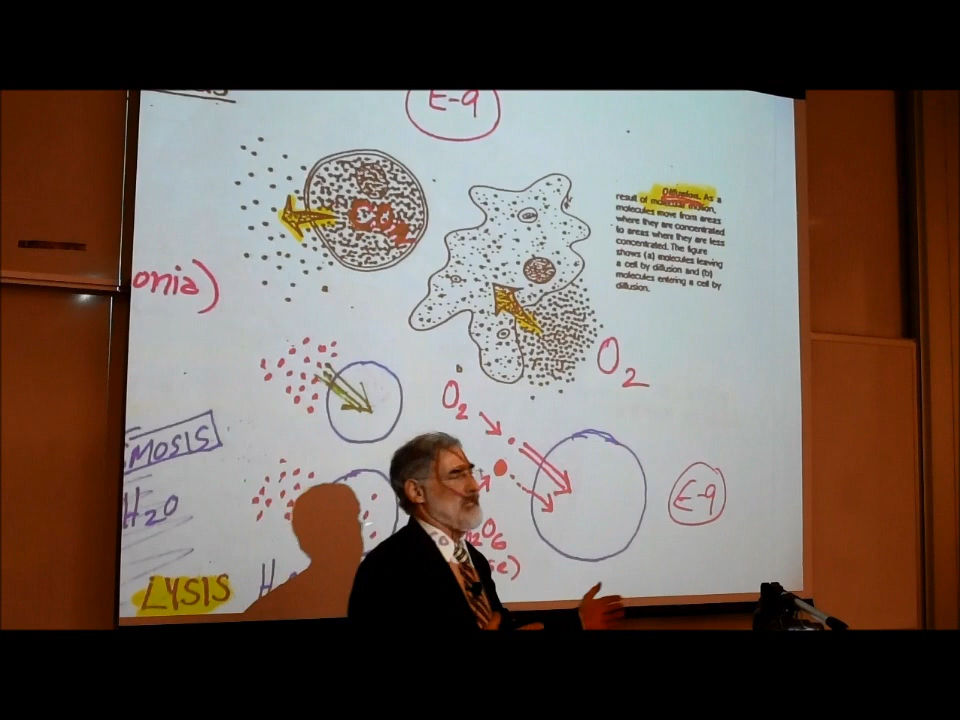 E-9
CO2
Diffusion. As a
result of molecular motion,
molecules move from areas
where they are concentrated
to areas where they are less
concentrated. The figure
shows (a) molecules leaving
a cell by diffusion and (b)
molecules entering a cell by
diffusion.
onia)
O2
O2
MOSIS
H2O
E-9
O6
se)
LYSIS
H